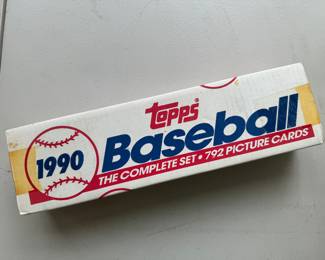 topps
1990 Baseball
THE COMPLETE SET • 792 PICTURE CARDS